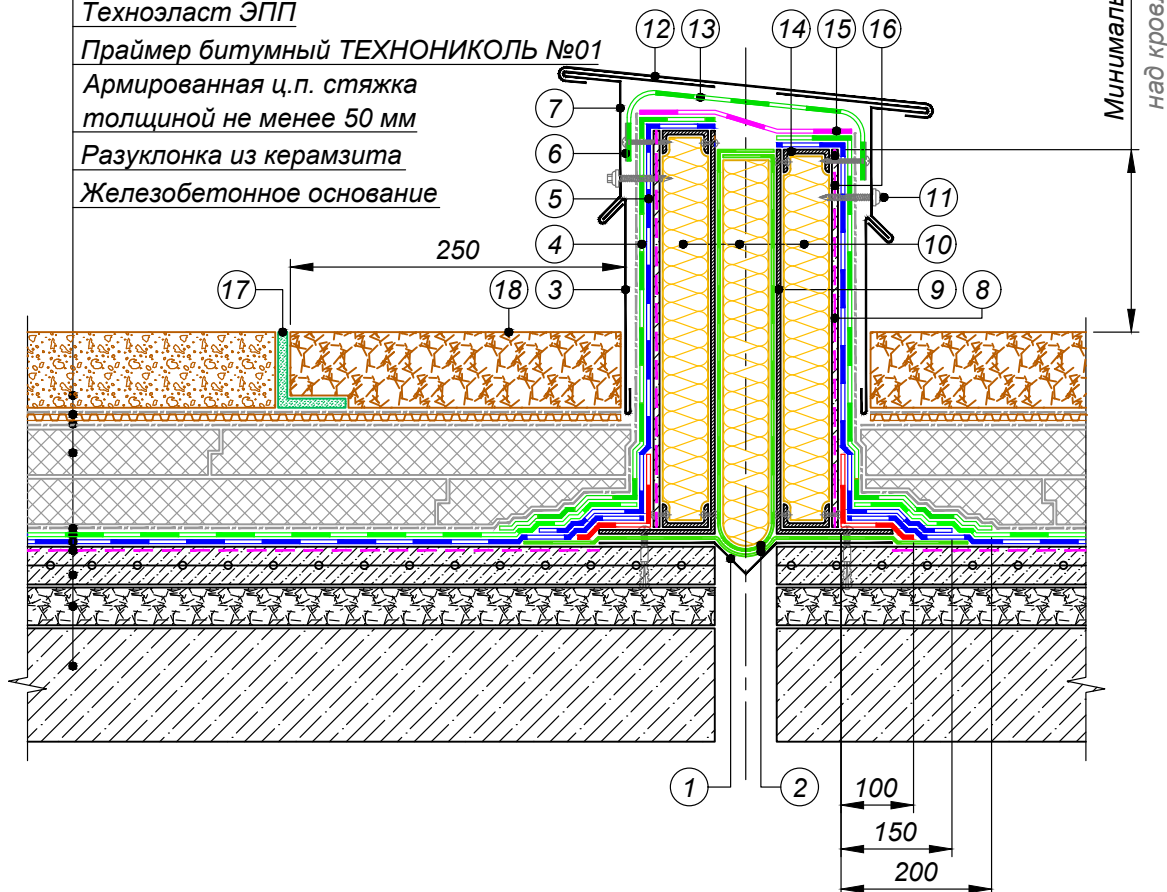 Техноэласт ЭПП
Праймер битумный ТЕХНОНИКОЛЬ №01
Армированная ц.п. стяжка
толщиной не менее 50 мм
Разуклонка из керамзита
Железобетонное основание
12 13 14 15 16
7
6
5
4
3
11
10
9 8
250
17 18
1 2
100
150
200
над